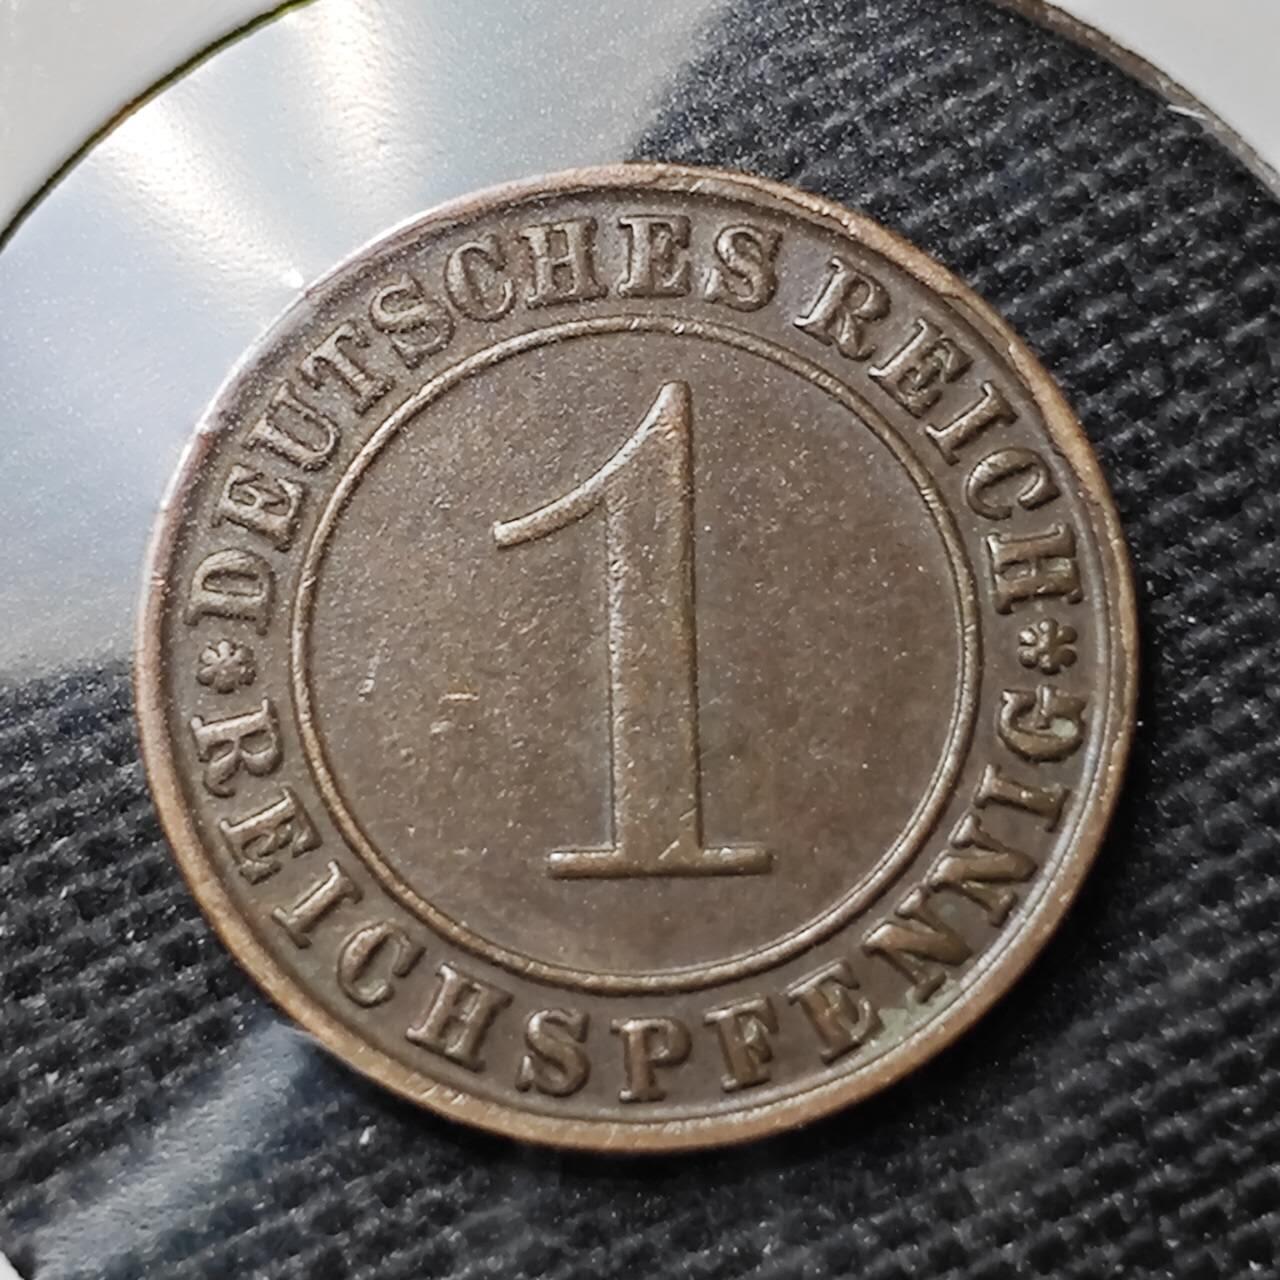 DEUTSCHES REICH
1
REICHSPFENNIG